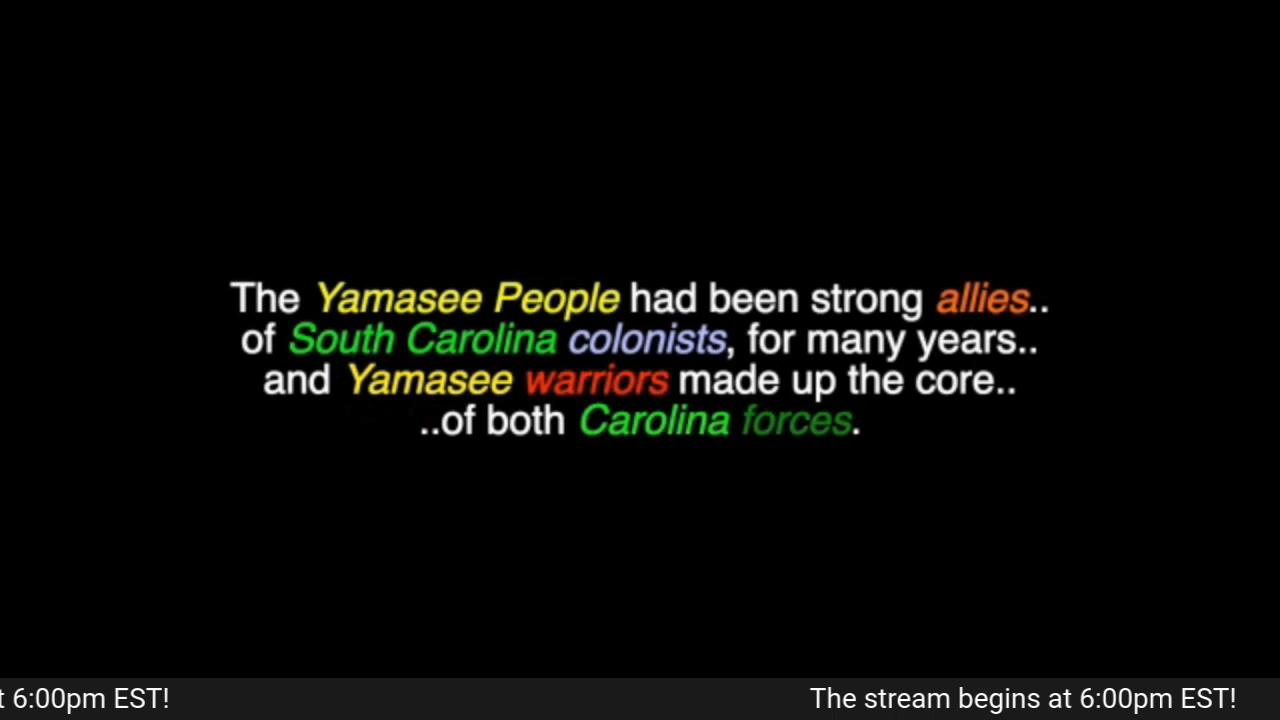 The Yamasee People had been strong allies..
of South Carolina colonists, for many years..
and Yamasee warriors made up the core..
..of both Carolina forces.
t 6:00pm EST! The stream begins at 6:00pm EST!